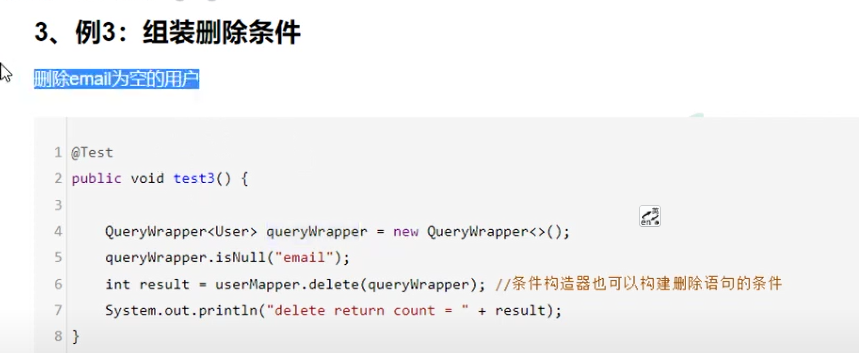 3、例3：组装删除条件
删除email为空的用户
1 @Test
2 public void test3() {
3
4     QueryWrapper<User> queryWrapper = new QueryWrapper<>();
5     queryWrapper.isNull("email");
6     int result = userMapper.delete(queryWrapper); //条件构造器也可以构建删除语句的条件
7     System.out.println("delete return count = " + result);
8 }
英
en